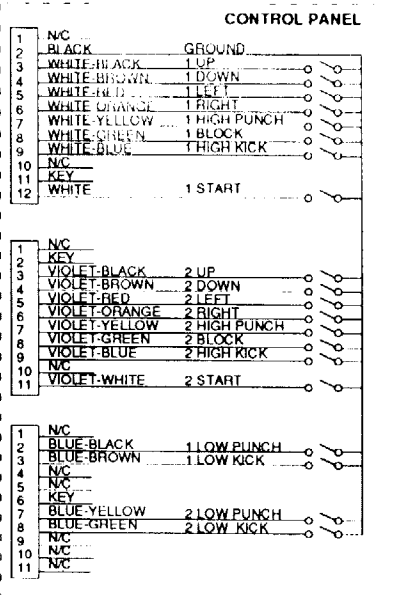 CONTROL PANEL
1 N/C
2 BLACK GROUND
3 WHITE-BLACK 1 UP
4 WHITE-BROWN 1 DOWN
5 WHITE-RED 1 LEFT
6 WHITE ORANGE 1 RIGHT
7 WHITE-YELLOW 1 HIGH PUNCH
8 WHITE-GREEN 1 BLOCK
9 WHITE-BLUE 1 HIGH KICK
10 N/C
11 KEY
12 WHITE 1 START
1 N/C
2 KEY
3 VIOLET-BLACK 2 UP
4 VIOLET-BROWN 2 DOWN
5 VIOLET-RED 2 LEFT
6 VIOLET-ORANGE 2 RIGHT
7 VIOLET-YELLOW 2 HIGH PUNCH
8 VIOLET-GREEN 2 BLOCK
9 VIOLET-BLUE 2 HIGH KICK
10 N/C
11 VIOLET-WHITE 2 START
1 N/C
2 BLUE-BLACK 1 LOW PUNCH
3 BLUE-BROWN 1 LOW KICK
4 N/C
5 N/C
6 KEY
7 BLUE-YELLOW 2 LOW PUNCH
8 BLUE-GREEN 2 LOW KICK
9 N/C
10 N/C
11 N/C